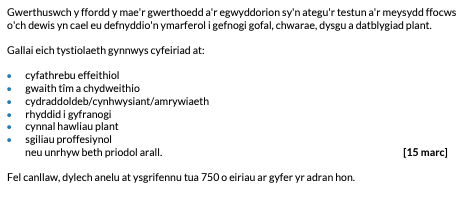 Gwerthuswch y ffordd y mae'r gwerthoedd a'r egwyddorion sy'n ategu'r testun a'r meysydd ffocws
o'ch dewis yn cael eu defnyddio'n ymarferol i gefnogi gofal, chwarae, dysgu a datblygiad plant.
Gallai eich tystiolaeth gynnwys cyfeiriad at:
• cyfathrebu effeithiol
• gwaith tîm a chydweithio
• cydraddoldeb/cynhwysiant/amrywiaeth
• rhyddid i gyfranogi
• cynnal hawliau plant
• sgiliau proffesiynol
neu unrhyw beth priodol arall. [15 marc]
Fel canllaw, dylech anelu at ysgrifennu tua 750 o eiriau ar gyfer yr adran hon.